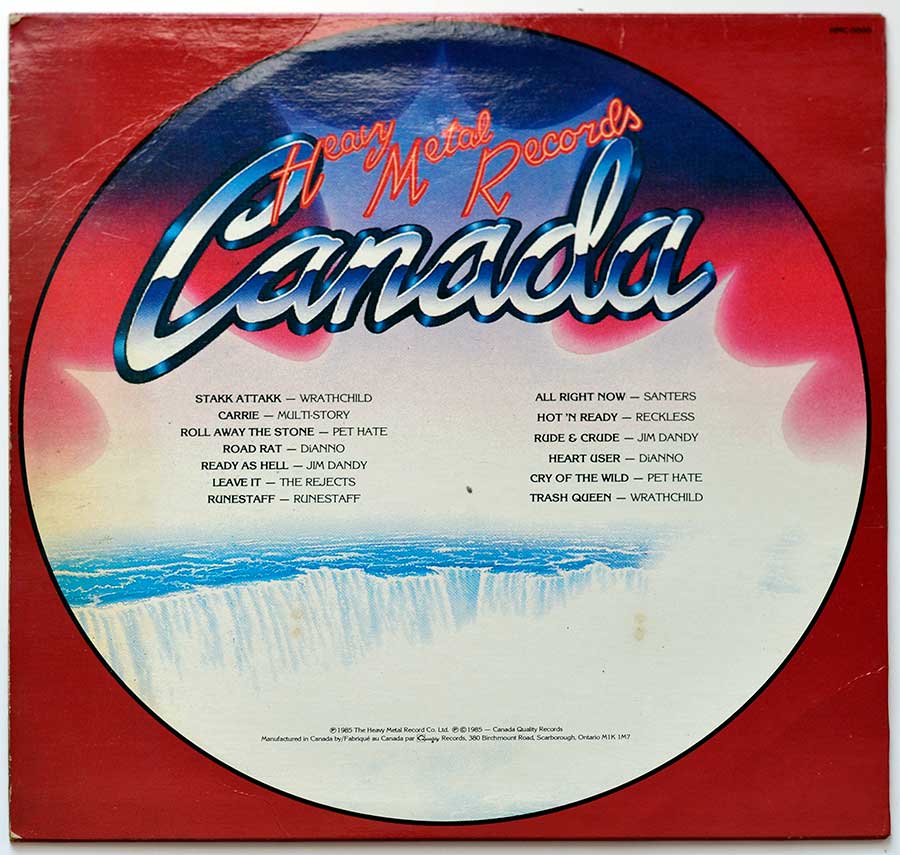 Heavy Metal Records
Canada
STAKK ATTAKK — WRATHCHILD
CARRIE — MULTI-STORY
ROLL AWAY THE STONE — PET HATE
ROAD RAT — DiANNO
READY AS HELL — JIM DANDY
LEAVE IT — THE REJECTS
RUNESTAFF — RUNESTAFF
ALL RIGHT NOW — SANTERS
HOT 'N READY — RECKLESS
RUDE & CRUDE — JIM DANDY
HEART USER — DiANNO
CRY OF THE WILD — PET HATE
TRASH QUEEN — WRATHCHILD
℗ 1985 The Heavy Metal Record Co. Ltd. ℗ © 1985 — Canada Quality Records
Manufactured in Canada by/Fabriqué au Canada par Quality Records, 380 Birchmount Road, Scarborough, Ontario M1K 1M7